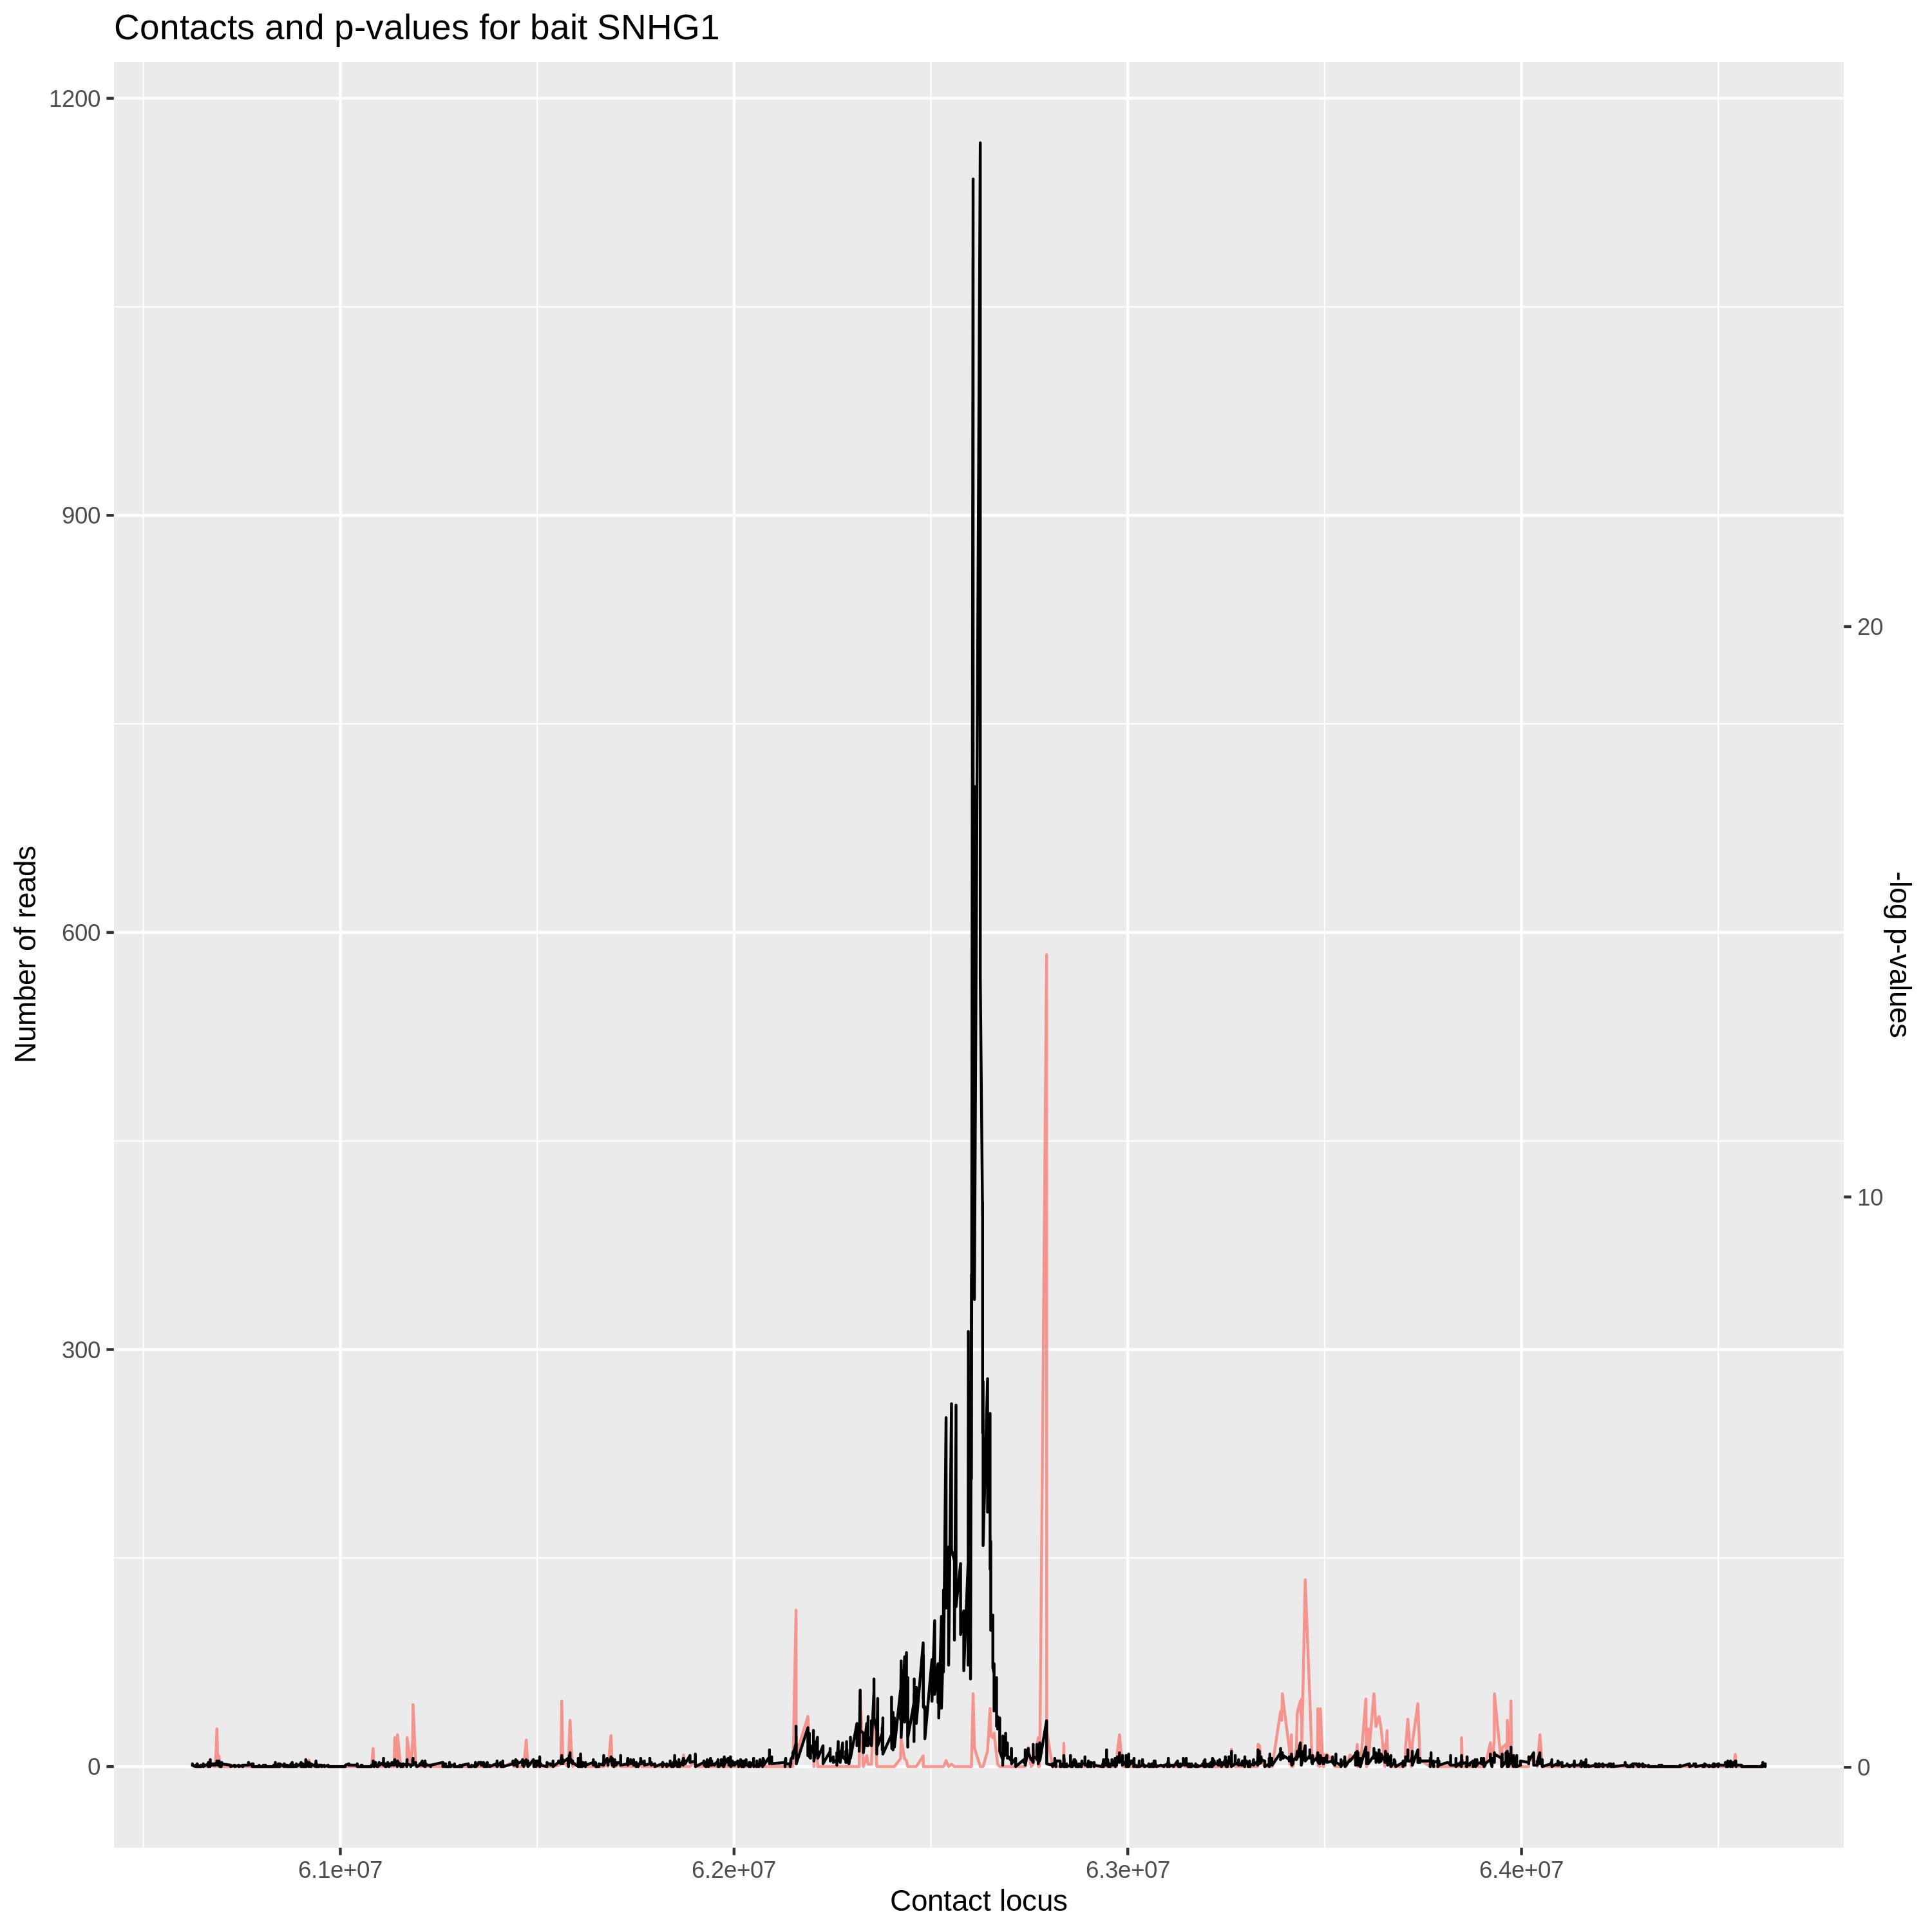 Contacts and p-values for bait SNHG1
1200
900
600
300
0
Number of reads
20
10
0
-log p-values
6.1e+07 6.2e+07 6.3e+07 6.4e+07
Contact locus